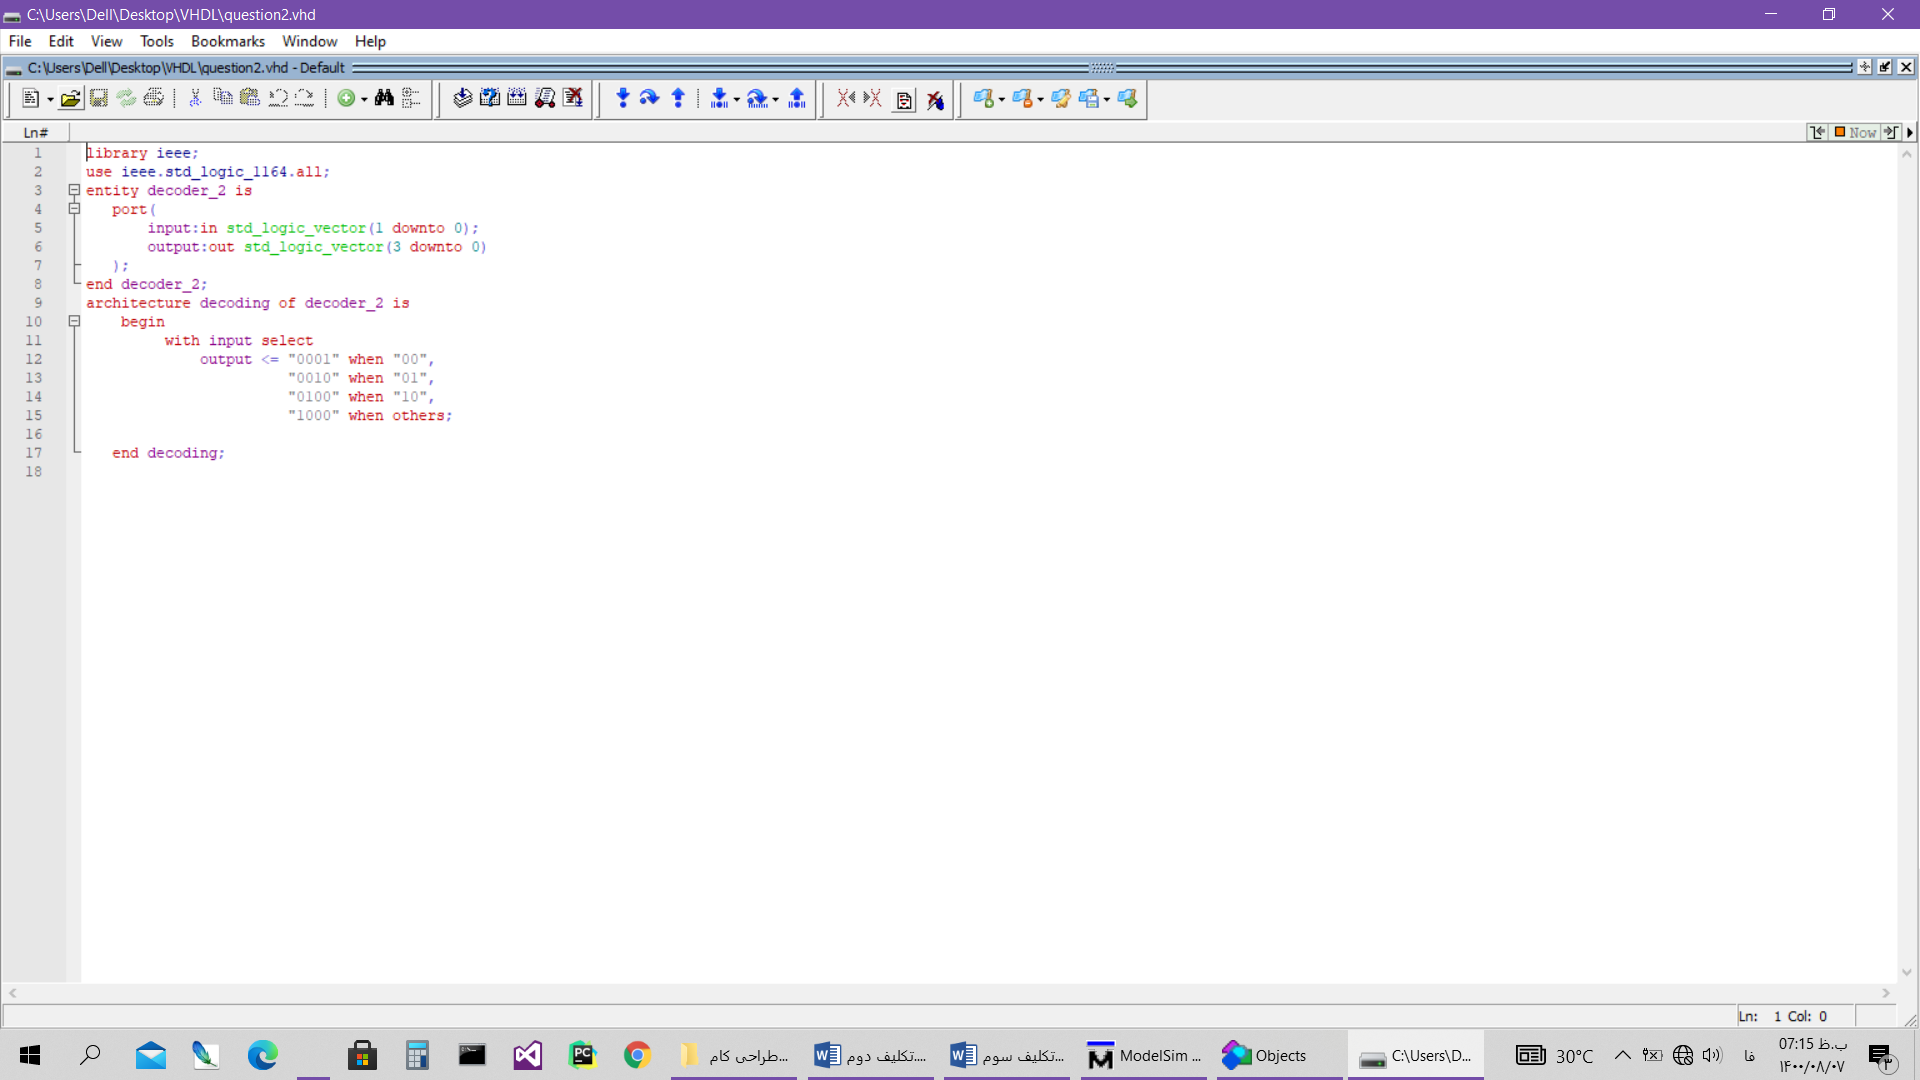 C:\Users\Dell\Desktop\VHDL\question2.vhd
File Edit View Tools Bookmarks Window Help
C:\Users\Dell\Desktop\VHDL\question2.vhd - Default
Ln#
Now
1 library ieee;
2 use ieee.std_logic_1164.all;
3 entity decoder_2 is
4 port(
5 input:in std_logic_vector(1 downto 0);
6 output:out std_logic_vector(3 downto 0)
7 );
8 end decoder_2;
9 architecture decoding of decoder_2 is
10 begin
11 with input select
12 output <= "0001" when "00",
13 "0010" when "01",
14 "0100" when "10",
15 "1000" when others;
16
17 end decoding;
18
Ln: 1 Col: 0
طراحی کام...
تکلیف دوم...
تکلیف سوم...
ModelSim ...
Objects
C:\Users\D...
30°C
فا
07:15 ب.ظ
۱۴۰۰/۰۸/۰۷
۳